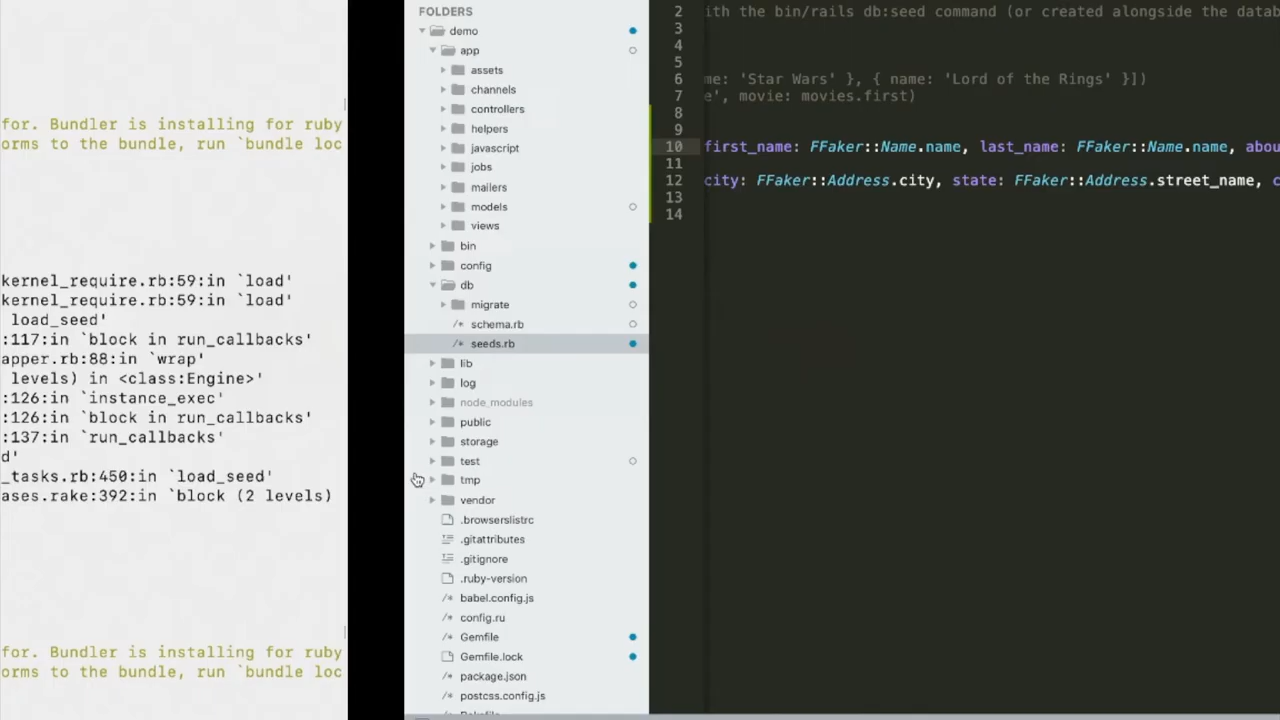 for. Bundler is installing for ruby
orms to the bundle, run `bundle loc
kernel_require.rb:59:in `load'
kernel_require.rb:59:in `load'
load_seed'
:117:in `block in run_callbacks'
apper.rb:88:in `wrap'
levels) in <class:Engine>'
:126:in `instance_exec'
:126:in `block in run_callbacks'
:137:in `run_callbacks'
d'
_tasks.rb:450:in `load_seed'
ases.rake:392:in `block (2 levels)
for. Bundler is installing for ruby
orms to the bundle, run `bundle loc
FOLDERS
demo
app
assets
channels
controllers
helpers
javascript
jobs
mailers
models
views
bin
config
db
migrate
/* schema.rb
/* seeds.rb
lib
log
node_modules
public
storage
test
tmp
vendor
.browserslistrc
.gitattributes
.gitignore
.ruby-version
/* babel.config.js
/* config.ru
/* Gemfile
Gemfile.lock
/* package.json
/* postcss.config.js
2 ith the bin/rails db:seed command (or created alongside the datab
3
4
5
6 me: 'Star Wars' }, { name: 'Lord of the Rings' }])
7 e', movie: movies.first)
8
9
10 first_name: FFaker::Name.name, last_name: FFaker::Name.name, abou
11
12 city: FFaker::Address.city, state: FFaker::Address.street_name, c
13
14